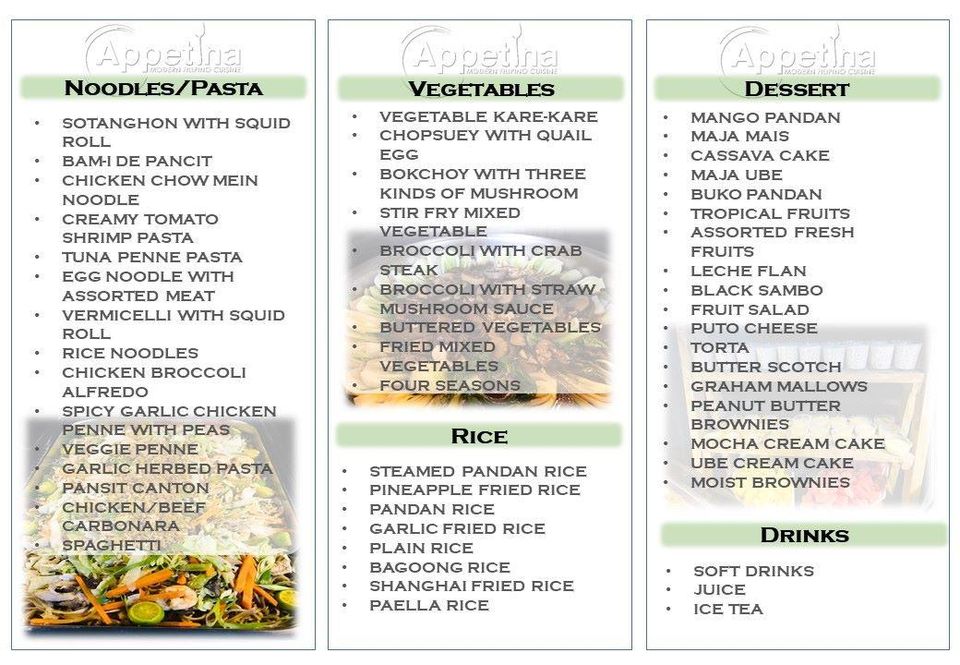 Appetina
MODERN FILIPINO CUISINE
NOODLES/PASTA
• SOTANGHON WITH SQUID
ROLL
• BAM-I DE PANCIT
• CHICKEN CHOW MEIN
NOODLE
• CREAMY TOMATO
SHRIMP PASTA
• TUNA PENNE PASTA
• EGG NOODLE WITH
ASSORTED MEAT
• VERMICELLI WITH SQUID
ROLL
• RICE NOODLES
• CHICKEN BROCCOLI
ALFREDO
• SPICY GARLIC CHICKEN
PENNE WITH PEAS
• VEGGIE PENNE
• GARLIC HERBED PASTA
• PANSIT CANTON
• CHICKEN/BEEF
CARBONARA
• SPAGHETTI
Appetina
MODERN FILIPINO CUISINE
VEGETABLES
• VEGETABLE KARE-KARE
• CHOPSUEY WITH QUAIL
EGG
• BOKCHOY WITH THREE
KINDS OF MUSHROOM
• STIR FRY MIXED
VEGETABLE
• BROCCOLI WITH CRAB
STEAK
• BROCCOLI WITH STRAW
MUSHROOM SAUCE
• BUTTERED VEGETABLES
• FRIED MIXED
VEGETABLES
• FOUR SEASONS
RICE
• STEAMED PANDAN RICE
• PINEAPPLE FRIED RICE
• PANDAN RICE
• GARLIC FRIED RICE
• PLAIN RICE
• BAGOONG RICE
• SHANGHAI FRIED RICE
• PAELLA RICE
Appetina
MODERN FILIPINO CUISINE
DESSERT
• MANGO PANDAN
• MAJA MAIS
• CASSAVA CAKE
• MAJA UBE
• BUKO PANDAN
• TROPICAL FRUITS
• ASSORTED FRESH
FRUITS
• LECHE FLAN
• BLACK SAMBO
• FRUIT SALAD
• PUTO CHEESE
• TORTA
• BUTTER SCOTCH
• GRAHAM MALLOWS
• PEANUT BUTTER
BROWNIES
• MOCHA CREAM CAKE
• UBE CREAM CAKE
• MOIST BROWNIES
DRINKS
• SOFT DRINKS
• JUICE
• ICE TEA